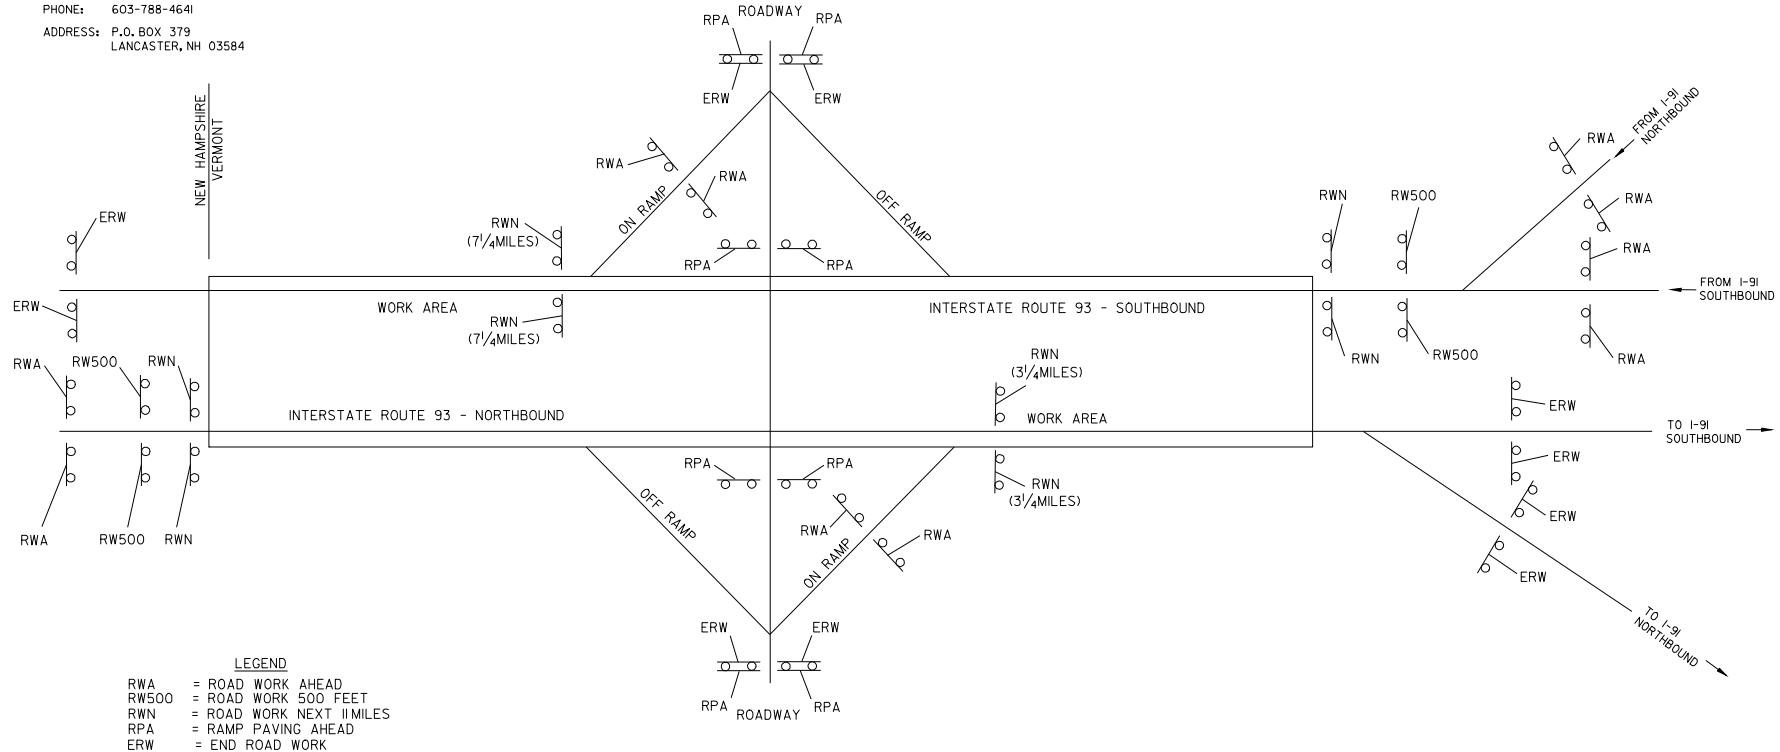 PHONE: 603-788-4641
ADDRESS: P.O. BOX 379
LANCASTER, NH 03584
ROADWAY
RPA
RPA
ERW
ERW
NEW HAMPSHIRE
VERMONT
RWA
RWA
ON RAMP
OFF RAMP
FROM I-91
NORTHBOUND
RWA
RWA
ERW
RWN
(7 1/4 MILES)
RPA
RPA
RWN
RW500
RWA
ERW
WORK AREA
RWN
(7 1/4 MILES)
INTERSTATE ROUTE 93 - SOUTHBOUND
FROM I-91
SOUTHBOUND
RWN
RW500
RWA
RWA
RW500
RWN
RWN
(3 1/4 MILES)
ERW
INTERSTATE ROUTE 93 - NORTHBOUND
WORK AREA
TO I-91
SOUTHBOUND
RPA
RPA
ERW
RWN
(3 1/4 MILES)
OFF RAMP
RWA
RWA
ON RAMP
ERW
RWA
RW500
RWN
ERW
TO I-91
NORTHBOUND
ERW
ERW
RPA
RPA
ROADWAY
LEGEND
RWA = ROAD WORK AHEAD
RW500 = ROAD WORK 500 FEET
RWN = ROAD WORK NEXT 11 MILES
RPA = RAMP PAVING AHEAD
ERW = END ROAD WORK